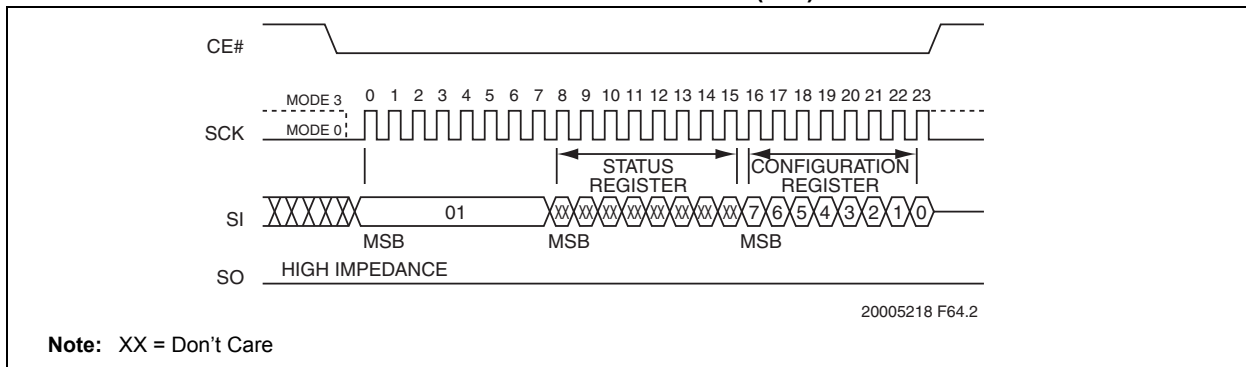 CE#
MODE 3 0 1 2 3 4 5 6 7 8 9 10 11 12 13 14 15 16 17 18 19 20 21 22 23
SCK MODE 0
STATUS REGISTER
CONFIGURATION REGISTER
SI 01 XX XX XX XX XX XX XX XX 7 6 5 4 3 2 1 0
MSB MSB MSB
SO HIGH IMPEDANCE
20005218 F64.2
Note: XX = Don't Care